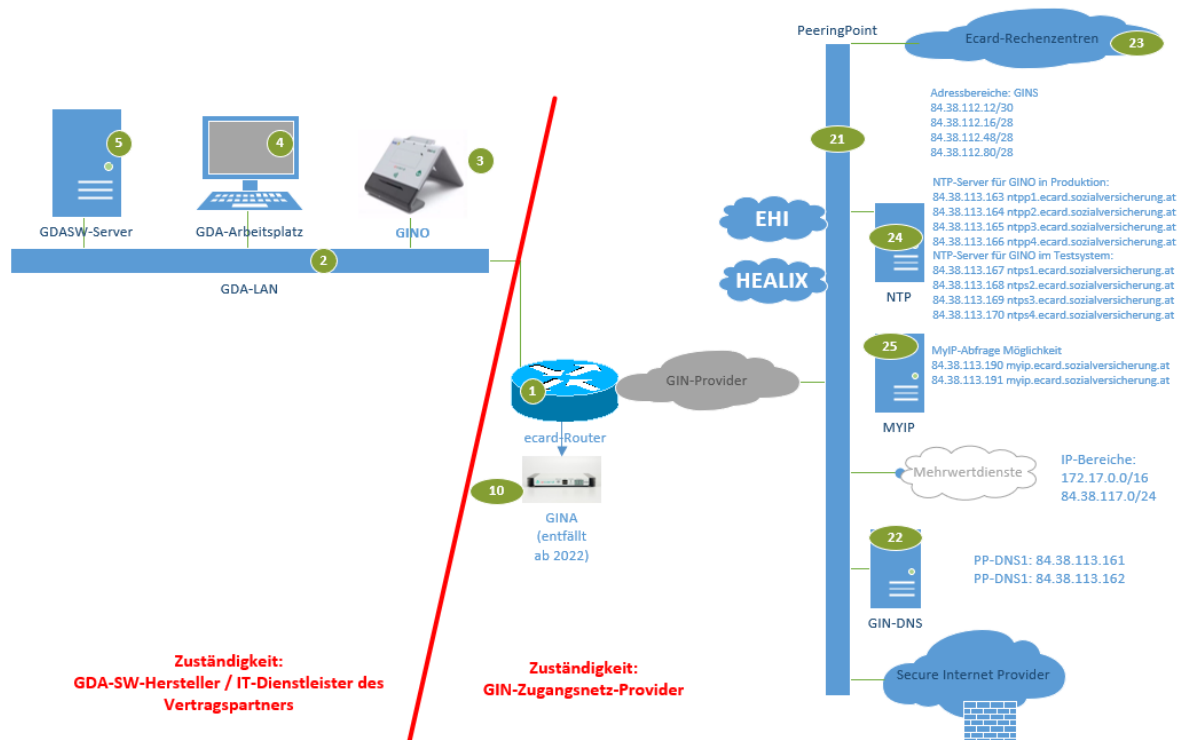 PeeringPoint
Ecard-Rechenzentren
23
Adressbereiche: GINS
84.38.112.12/30
84.38.112.16/28
84.38.112.48/28
84.38.112.80/28
5
4
3
21
GDASW-Server
GDA-Arbeitsplatz
GINO
2
GDA-LAN
EHI
HEALIX
NTP-Server für GINO in Produktion:
84.38.113.163 ntpp1.ecard.sozialversicherung.at
84.38.113.164 ntpp2.ecard.sozialversicherung.at
84.38.113.165 ntpp3.ecard.sozialversicherung.at
84.38.113.166 ntpp4.ecard.sozialversicherung.at
NTP-Server für GINO im Testsystem:
84.38.113.167 ntps1.ecard.sozialversicherung.at
84.38.113.168 ntps2.ecard.sozialversicherung.at
84.38.113.169 ntps3.ecard.sozialversicherung.at
84.38.113.170 ntps4.ecard.sozialversicherung.at
24
NTP
25
MyIP-Abfrage Möglichkeit
84.38.113.190 myip.ecard.sozialversicherung.at
84.38.113.191 myip.ecard.sozialversicherung.at
MYIP
1
GIN-Provider
ecard-Router
10
GINA
(entfällt
ab 2022)
Mehrwertdienste
IP-Bereiche:
172.17.0.0/16
84.38.117.0/24
22
PP-DNS1: 84.38.113.161
PP-DNS1: 84.38.113.162
GIN-DNS
Zuständigkeit:
GDA-SW-Hersteller / IT-Dienstleister des
Vertragspartners
Zuständigkeit:
GIN-Zugangsnetz-Provider
Secure Internet Provider